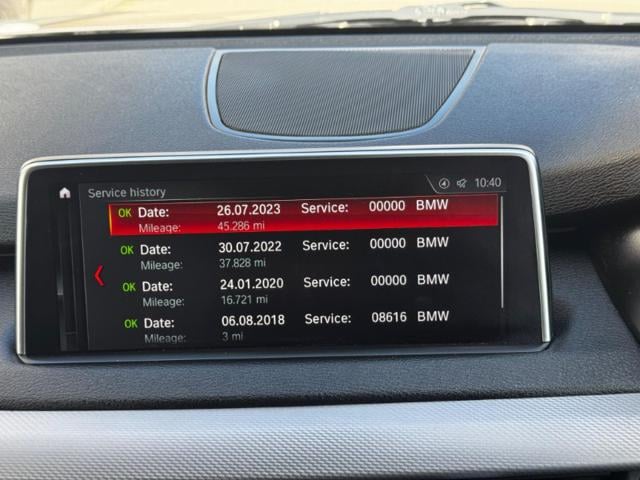 Service history
4 10:40
OK Date: 26.07.2023 Service: 00000 BMW
Mileage: 45.286 mi
OK Date: 30.07.2022 Service: 00000 BMW
Mileage: 37.828 mi
OK Date: 24.01.2020 Service: 00000 BMW
Mileage: 16.721 mi
OK Date: 06.08.2018 Service: 08616 BMW
Mileage: 3 mi